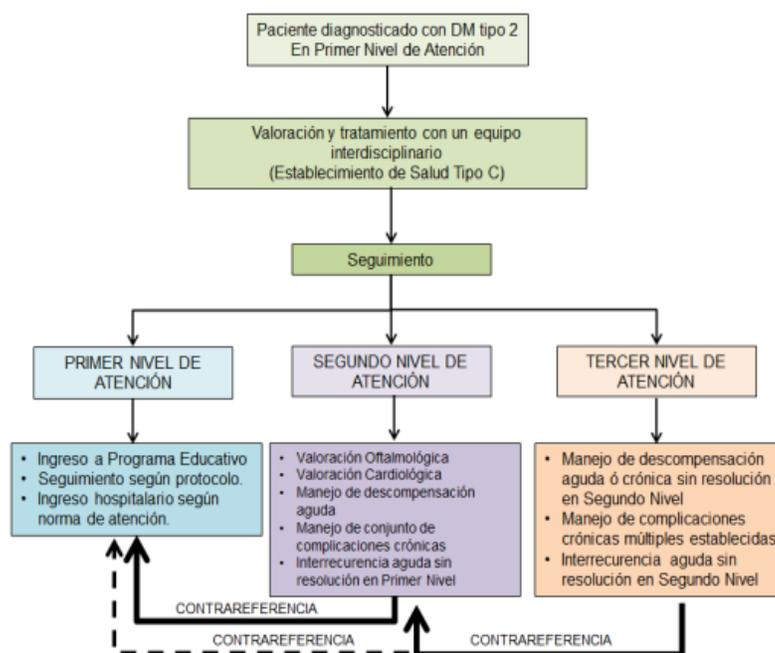 Paciente diagnosticado con DM tipo 2
En Primer Nivel de Atención
Valoración y tratamiento con un equipo
interdisciplinario
(Establecimiento de Salud Tipo C)
Seguimiento
PRIMER NIVEL DE
ATENCIÓN
SEGUNDO NIVEL DE
ATENCIÓN
TERCER NIVEL DE
ATENCIÓN
• Ingreso a Programa Educativo
• Seguimiento según protocolo.
• Ingreso hospitalario según
norma de atención.
• Valoración Oftalmológica
• Valoración Cardiológica
• Manejo de descompensación
aguda
• Manejo de conjunto de
complicaciones crónicas
• Interrecurencia aguda sin
resolución en Primer Nivel
• Manejo de descompensación
aguda ó crónica sin resolución
en Segundo Nivel
• Manejo de complicaciones
crónicas múltiples establecidas
• Interrecurencia aguda sin
resolución en Segundo Nivel
CONTRAREFERENCIA
CONTRAREFERENCIA
CONTRAREFERENCIA